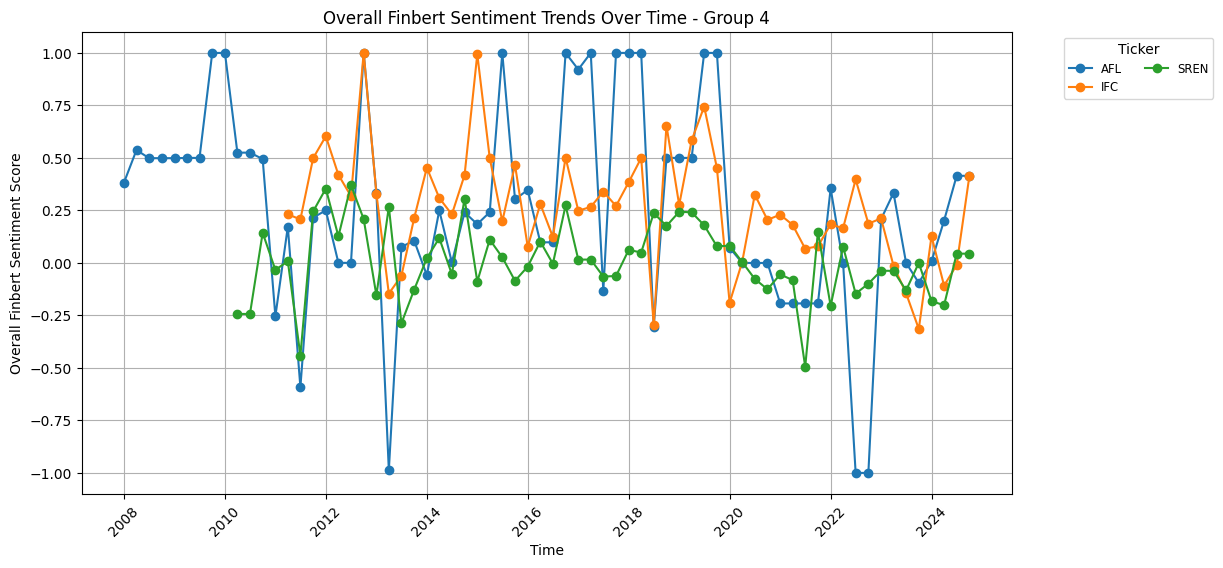 Overall Finbert Sentiment Trends Over Time - Group 4
Ticker
AFL
SREN
IFC
Overall Finbert Sentiment Score
1.00
0.75
0.50
0.25
0.00
−0.25
−0.50
−0.75
−1.00
2008
2010
2012
2014
2016
2018
2020
2022
2024
Time